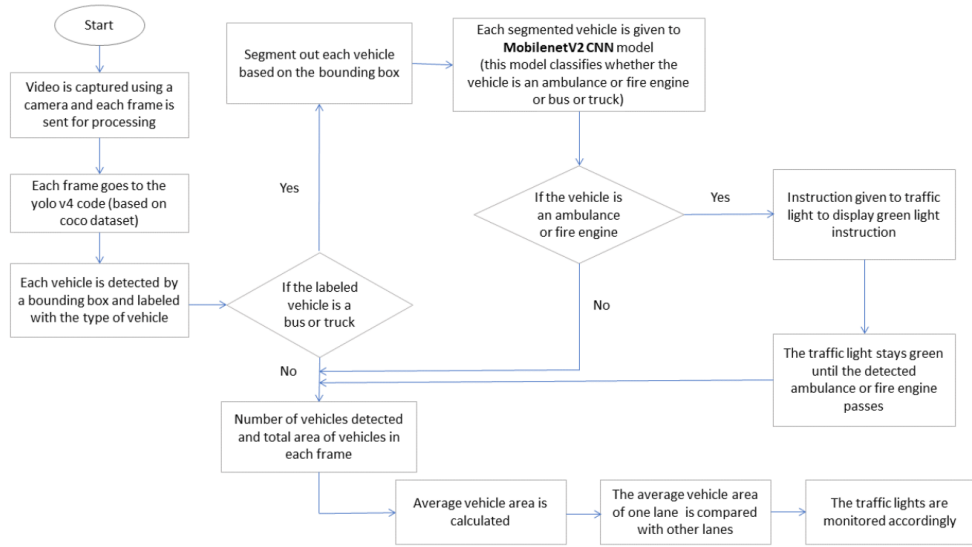 Start
Video is captured using a
camera and each frame is
sent for processing
Each frame goes to the
yolo v4 code (based on
coco dataset)
Each vehicle is detected by
a bounding box and labeled
with the type of vehicle
If the labeled
vehicle is a
bus or truck
Yes
Segment out each vehicle
based on the bounding box
Each segmented vehicle is given to
MobilenetV2 CNN model
(this model classifies whether the
vehicle is an ambulance or fire engine
or bus or truck)
If the vehicle is
an ambulance
or fire engine
Yes
Instruction given to traffic
light to display green light
instruction
No
The traffic light stays green
until the detected
ambulance or fire engine
passes
No
Number of vehicles detected
and total area of vehicles in
each frame
Average vehicle area is
calculated
The average vehicle area
of one lane is compared
with other lanes
The traffic lights are
monitored accordingly